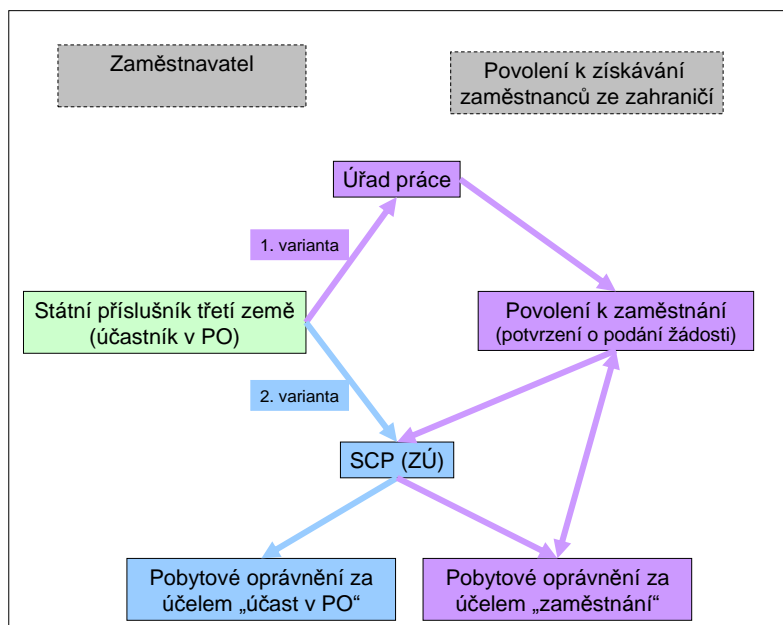 Zaměstnavatel
Povolení k získávání
zaměstnanců ze zahraničí
Úřad práce
1. varianta
Státní příslušník třetí země
(účastník v PO)
Povolení k zaměstnání
(potvrzení o podání žádosti)
2. varianta
SCP (ZÚ)
Pobytové oprávnění za
účelem „účast v PO“
Pobytové oprávnění za
účelem „zaměstnání“